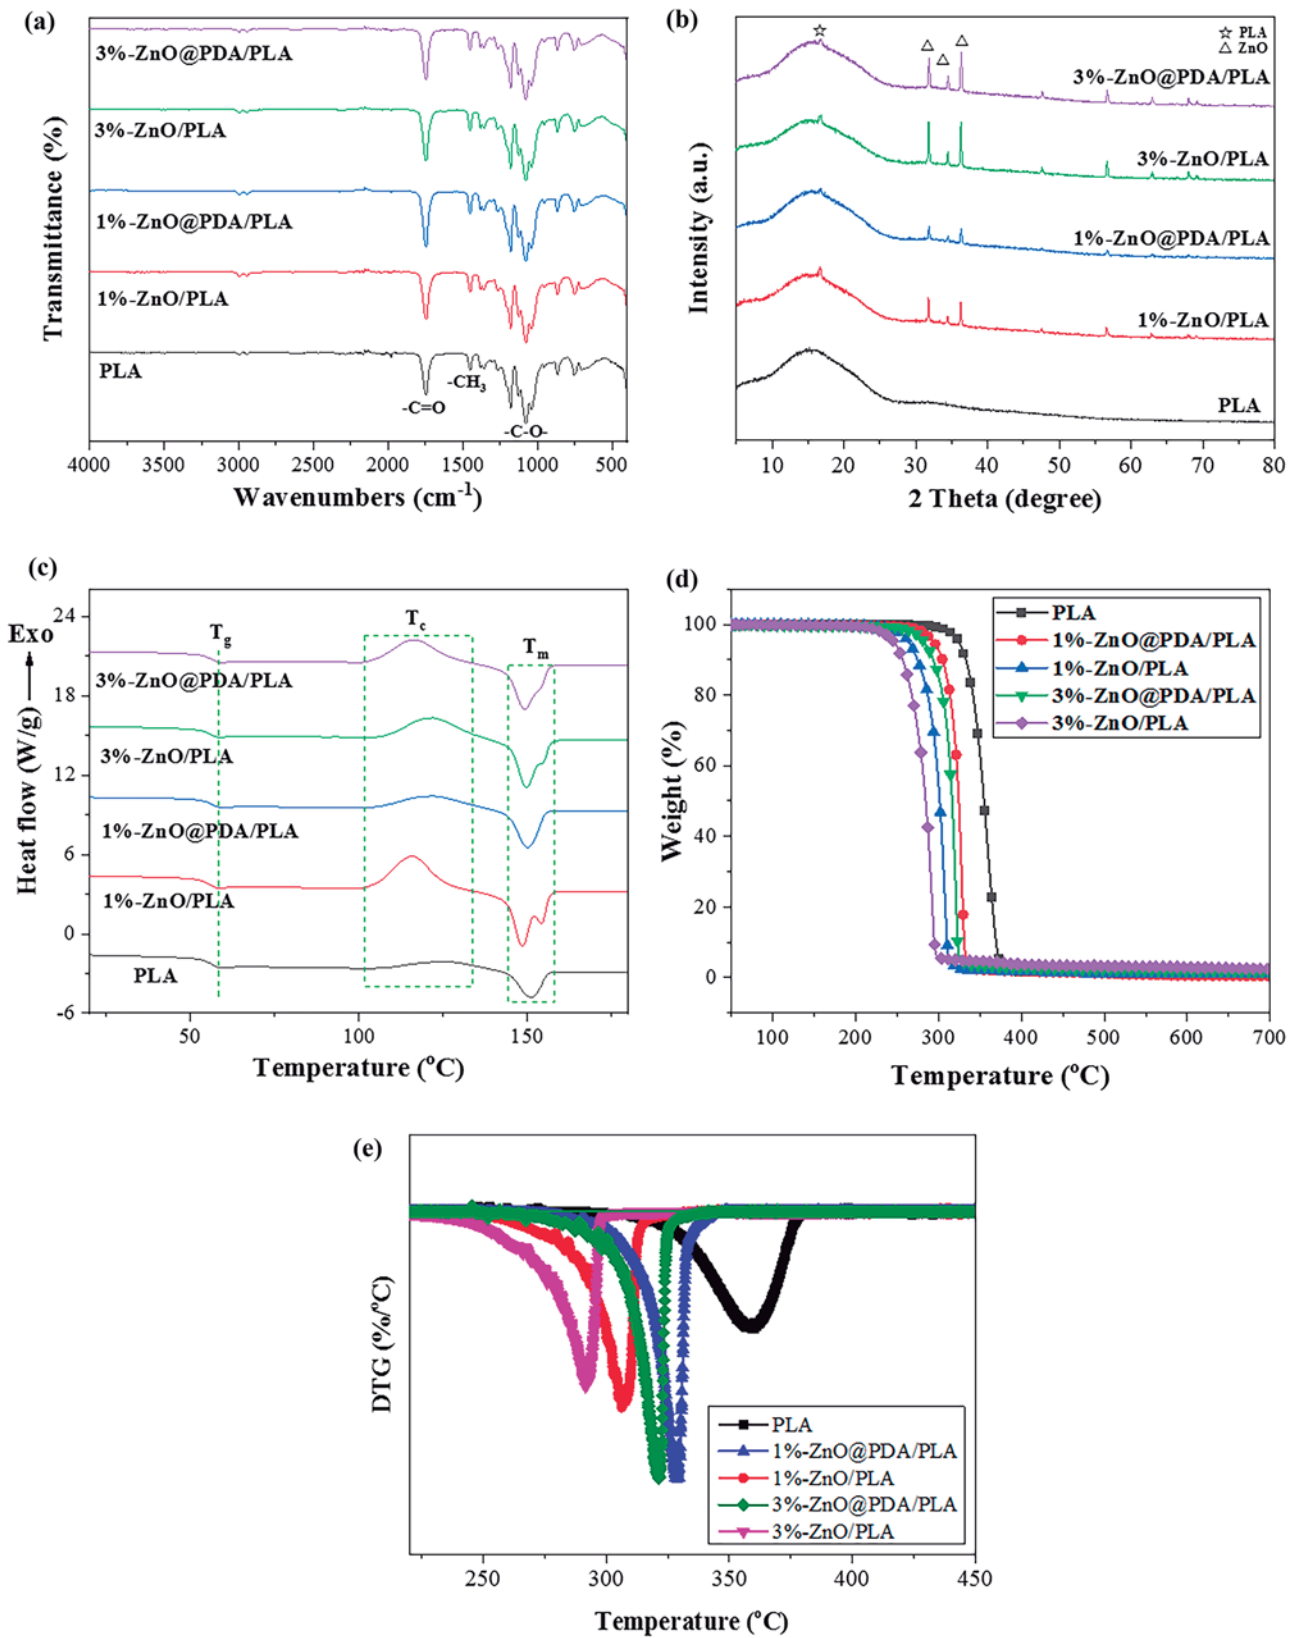 (a)
3%-ZnO@PDA/PLA
3%-ZnO/PLA
1%-ZnO@PDA/PLA
1%-ZnO/PLA
PLA
-C=O
-CH3
-C-O-
Transmittance (%)
4000 3500 3000 2500 2000 1500 1000 500
Wavenumbers (cm-1)
(b)
☆ PLA
△ ZnO
3%-ZnO@PDA/PLA
3%-ZnO/PLA
1%-ZnO@PDA/PLA
1%-ZnO/PLA
PLA
Intensity (a.u.)
10 20 30 40 50 60 70 80
2 Theta (degree)
(c)
Exo
Heat flow (W/g)
24
18
12
6
0
-6
Tg
Tc
Tm
3%-ZnO@PDA/PLA
3%-ZnO/PLA
1%-ZnO@PDA/PLA
1%-ZnO/PLA
PLA
50 100 150
Temperature (oC)
(d)
Weight (%)
100
80
60
40
20
0
PLA
1%-ZnO@PDA/PLA
1%-ZnO/PLA
3%-ZnO@PDA/PLA
3%-ZnO/PLA
100 200 300 400 500 600 700
Temperature (oC)
(e)
DTG (%/oC)
PLA
1%-ZnO@PDA/PLA
1%-ZnO/PLA
3%-ZnO@PDA/PLA
3%-ZnO/PLA
250 300 350 400 450
Temperature (oC)